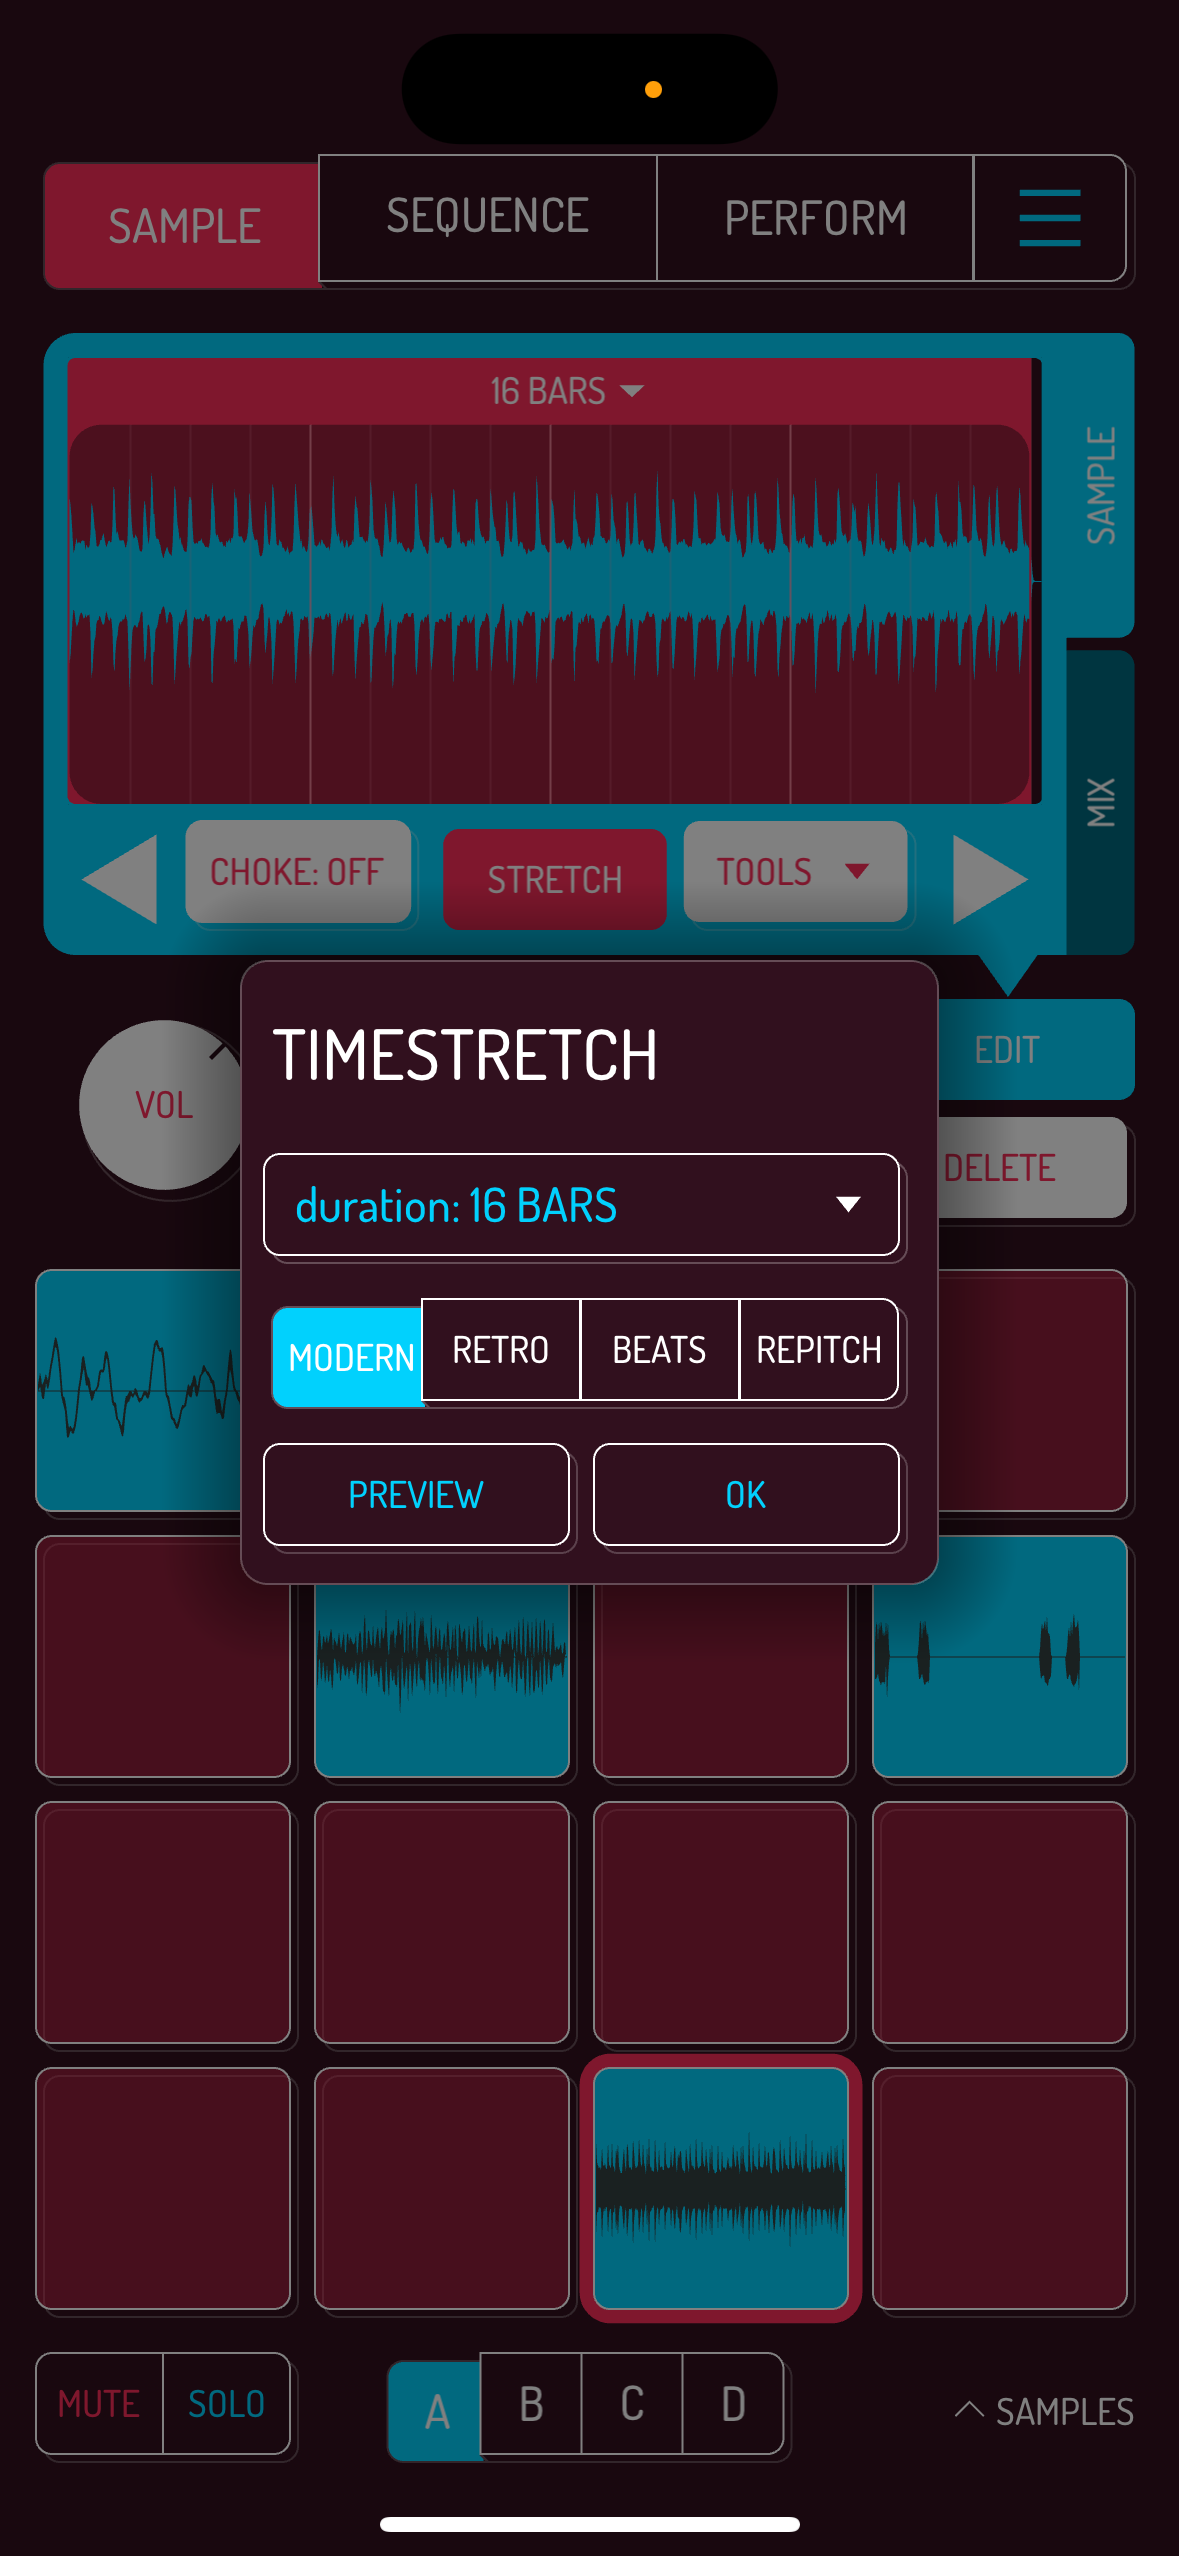 SAMPLE SEQUENCE PERFORM
16 BARS
SAMPLE
MIX
CHOKE: OFF STRETCH TOOLS
TIMESTRETCH
VOL
EDIT
DELETE
duration: 16 BARS
MODERN RETRO BEATS REPITCH
PREVIEW OK
MUTE SOLO A B C D SAMPLES